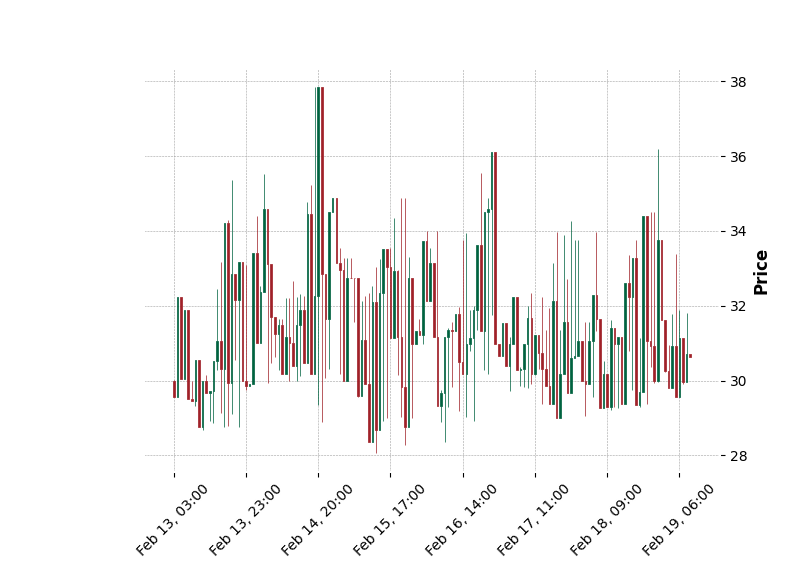 38
36
34
32
30
28
Price
Feb 13, 03:00
Feb 13, 23:00
Feb 14, 20:00
Feb 15, 17:00
Feb 16, 14:00
Feb 17, 11:00
Feb 18, 09:00
Feb 19, 06:00